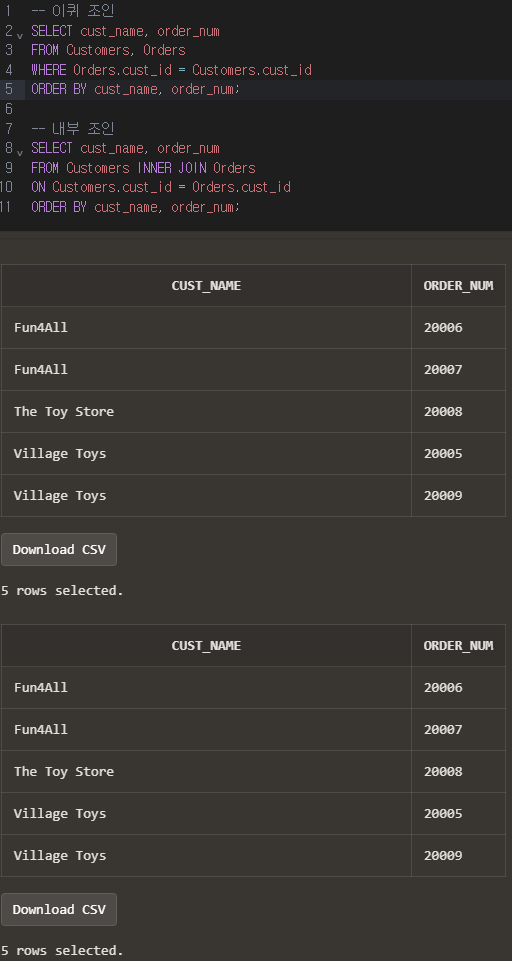 1 -- 이퀴 조인
2 SELECT cust_name, order_num
3 FROM Customers, Orders
4 WHERE Orders.cust_id = Customers.cust_id
5 ORDER BY cust_name, order_num;
6
7 -- 내부 조인
8 SELECT cust_name, order_num
9 FROM Customers INNER JOIN Orders
10 ON Customers.cust_id = Orders.cust_id
11 ORDER BY cust_name, order_num;
CUST_NAME ORDER_NUM
Fun4All 20006
Fun4All 20007
The Toy Store 20008
Village Toys 20005
Village Toys 20009
Download CSV
5 rows selected.
CUST_NAME ORDER_NUM
Fun4All 20006
Fun4All 20007
The Toy Store 20008
Village Toys 20005
Village Toys 20009
Download CSV
5 rows selected.